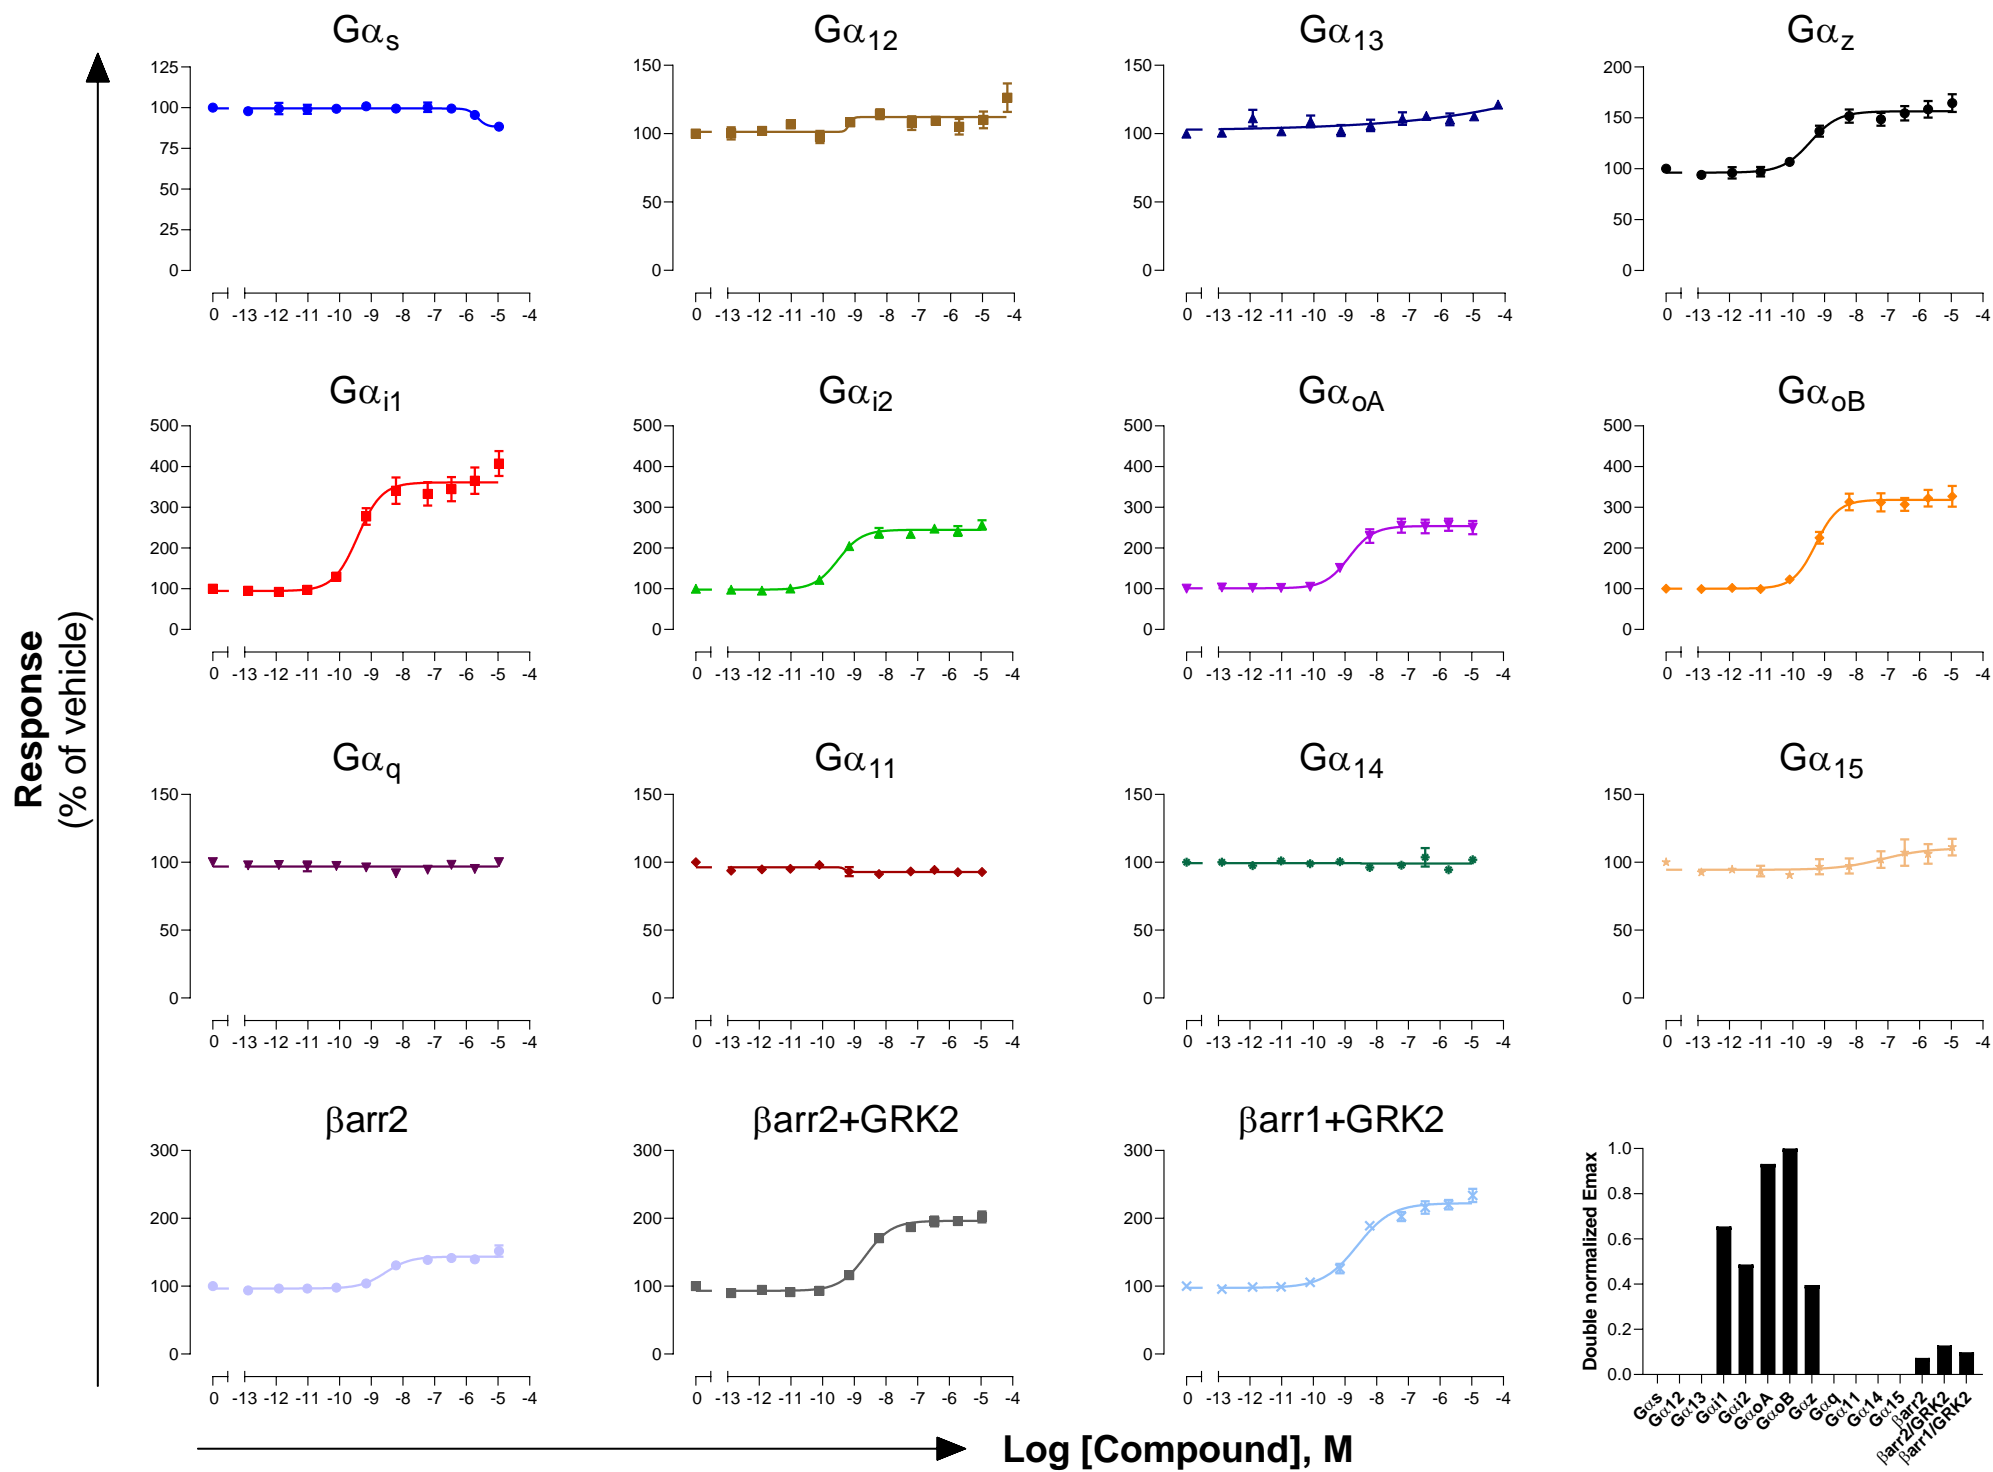 Gαs
Gα12
Gα13
Gαz
125
100
75
50
25
0
0 -13 -12 -11 -10 -9 -8 -7 -6 -5 -4
150
100
50
0
0 -13 -12 -11 -10 -9 -8 -7 -6 -5 -4
150
100
50
0
0 -13 -12 -11 -10 -9 -8 -7 -6 -5 -4
200
150
100
50
0
0 -13 -12 -11 -10 -9 -8 -7 -6 -5 -4
Gαi1
Gαi2
GαoA
GαoB
500
400
300
200
100
0
0 -13 -12 -11 -10 -9 -8 -7 -6 -5 -4
500
400
300
200
100
0
0 -13 -12 -11 -10 -9 -8 -7 -6 -5 -4
500
400
300
200
100
0
0 -13 -12 -11 -10 -9 -8 -7 -6 -5 -4
500
400
300
200
100
0
0 -13 -12 -11 -10 -9 -8 -7 -6 -5 -4
Response
(% of vehicle)
Gαq
Gα11
Gα14
Gα15
150
100
50
0
0 -13 -12 -11 -10 -9 -8 -7 -6 -5 -4
150
100
50
0
0 -13 -12 -11 -10 -9 -8 -7 -6 -5 -4
150
100
50
0
0 -13 -12 -11 -10 -9 -8 -7 -6 -5 -4
150
100
50
0
0 -13 -12 -11 -10 -9 -8 -7 -6 -5 -4
βarr2
βarr2+GRK2
βarr1+GRK2
300
200
100
0
0 -13 -12 -11 -10 -9 -8 -7 -6 -5 -4
300
200
100
0
0 -13 -12 -11 -10 -9 -8 -7 -6 -5 -4
300
200
100
0
0 -13 -12 -11 -10 -9 -8 -7 -6 -5 -4
Double normalized Emax
1.0
0.8
0.6
0.4
0.2
0.0
Gαs
Gα12
Gα13
Gαi1
Gαi2
GαoA
GαoB
Gαz
Gαq
Gα11
Gα14
Gα15
βarr2
βarr2/GRK2
βarr1/GRK2
Log [Compound], M